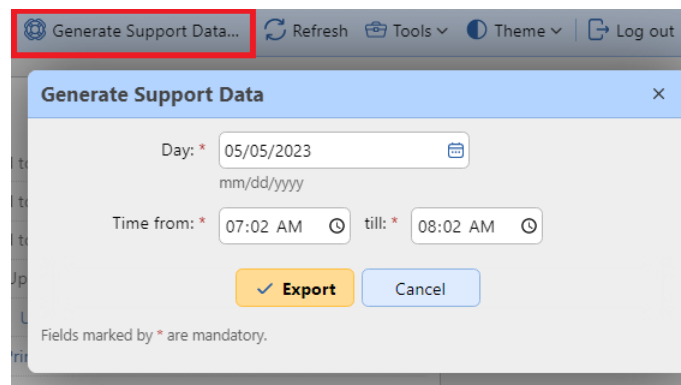 Generate Support Data... Refresh Tools Theme Log out
Generate Support Data
Day: * 05/05/2023
mm/dd/yyyy
Time from: * 07:02 AM till: * 08:02 AM
Export Cancel
Fields marked by * are mandatory.